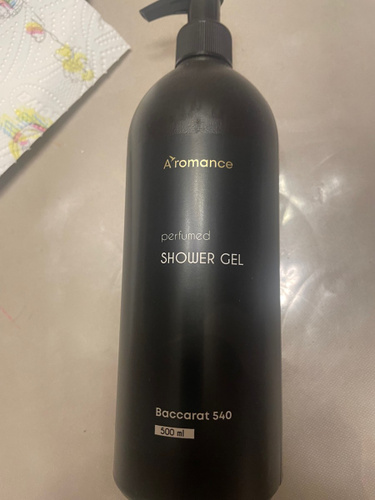 Aromance
perfumed
SHOWER GEL
Baccarat 540
500 ml